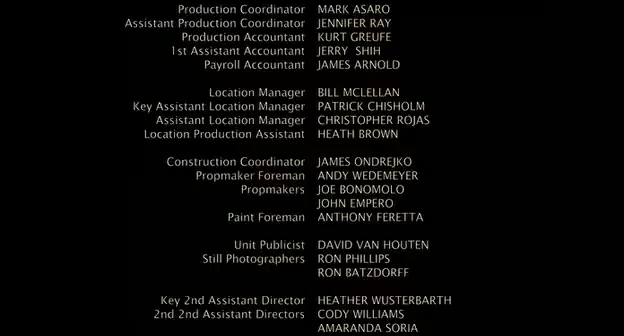 Production Coordinator MARK ASARO
Assistant Production Coordinator JENNIFER RAY
Production Accountant KURT GREUFE
1st Assistant Accountant JERRY SHIH
Payroll Accountant JAMES ARNOLD
Location Manager BILL MCLELLAN
Key Assistant Location Manager PATRICK CHISHOLM
Assistant Location Manager CHRISTOPHER ROJAS
Location Production Assistant HEATH BROWN
Construction Coordinator JAMES ONDREJKO
Propmaker Foreman ANDY WEDEMEYER
Propmakers JOE BONOMOLO
JOHN EMPERO
Paint Foreman ANTHONY FERETTA
Unit Publicist DAVID VAN HOUTEN
Still Photographers RON PHILLIPS
RON BATZDORFF
Key 2nd Assistant Director HEATHER WUSTERBARTH
2nd 2nd Assistant Directors CODY WILLIAMS
AMARANDA SORIA